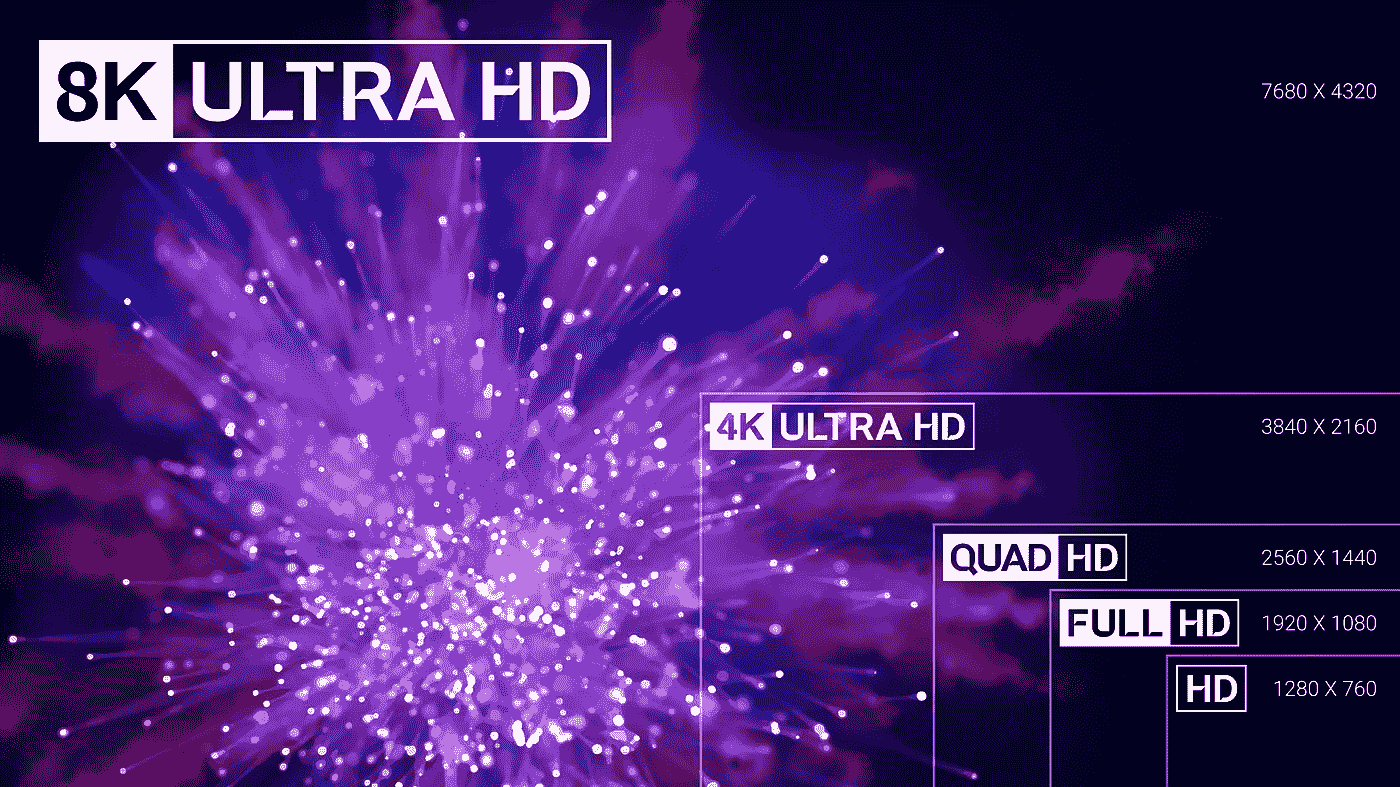 8K ULTRA HD
7680 X 4320
4K ULTRA HD
3840 X 2160
QUAD HD
2560 X 1440
FULL HD
1920 X 1080
HD
1280 X 760